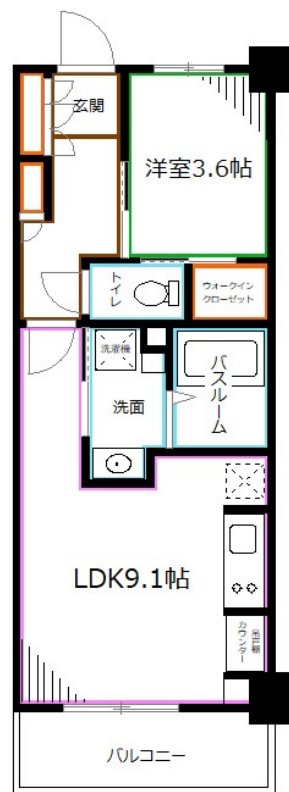 玄関
洋室3.6帖
トイレ
ウォークイン
クローゼット
洗濯機
洗面
バスルーム
LDK9.1帖
吊戸棚
カウンター
バルコニー